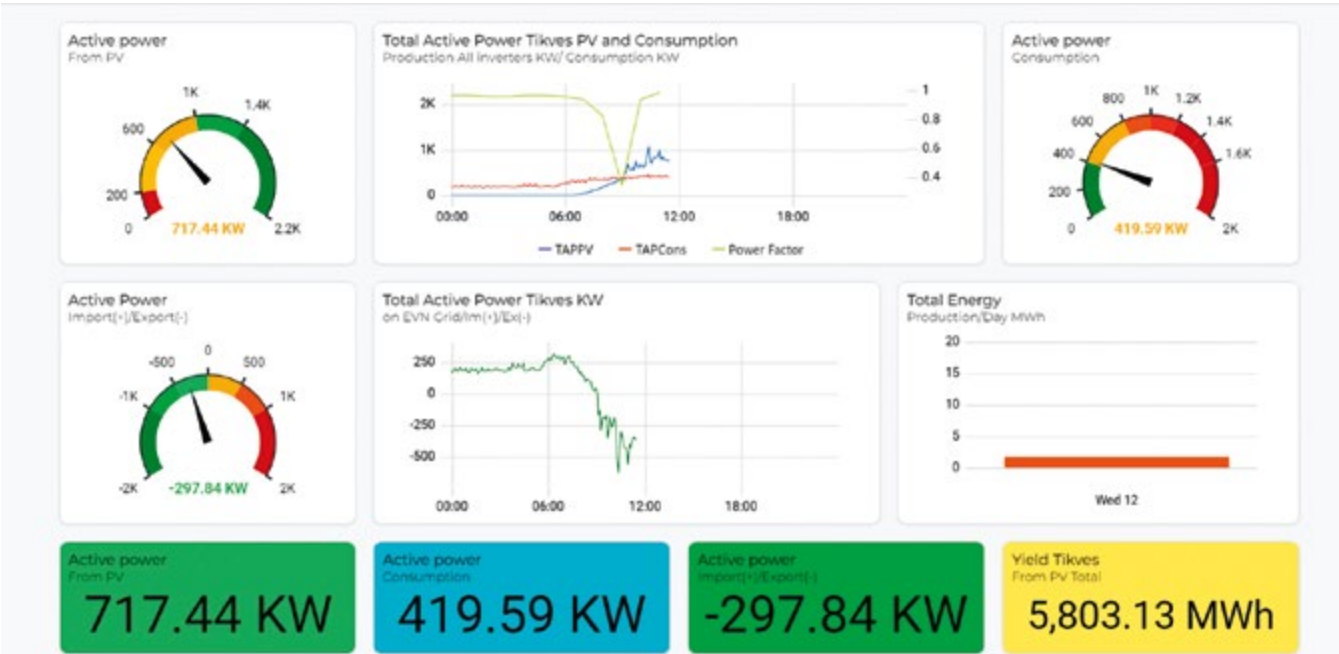 Active power
From PV
0
200
600
1K
1.4K
2.2K
717.44 KW
Total Active Power Tikves PV and Consumption
Production All inverters KW/ Consumption KW
2K
1K
0
1
0.8
0.6
0.4
00:00 06:00 12:00 18:00
TAPPV TAPCons Power Factor
Active power
Consumption
0
200
400
600
800
1K
1.2K
1.4K
1.6K
2K
419.59 KW
Active Power
Import(+)/Export(-)
-2K
-1K
-500
0
500
1K
2K
-297.84 KW
Total Active Power Tikves KW
on EVN Grid/Im(+)/Ex(-)
250
0
-250
-500
00:00 06:00 12:00 18:00
Total Energy
Production/Day MWh
20
15
10
5
0
Wed 12
Active power
From PV
717.44 KW
Active power
Consumption
419.59 KW
Active power
Import(+)/Export(-)
-297.84 KW
Yield Tikves
From PV Total
5,803.13 MWh